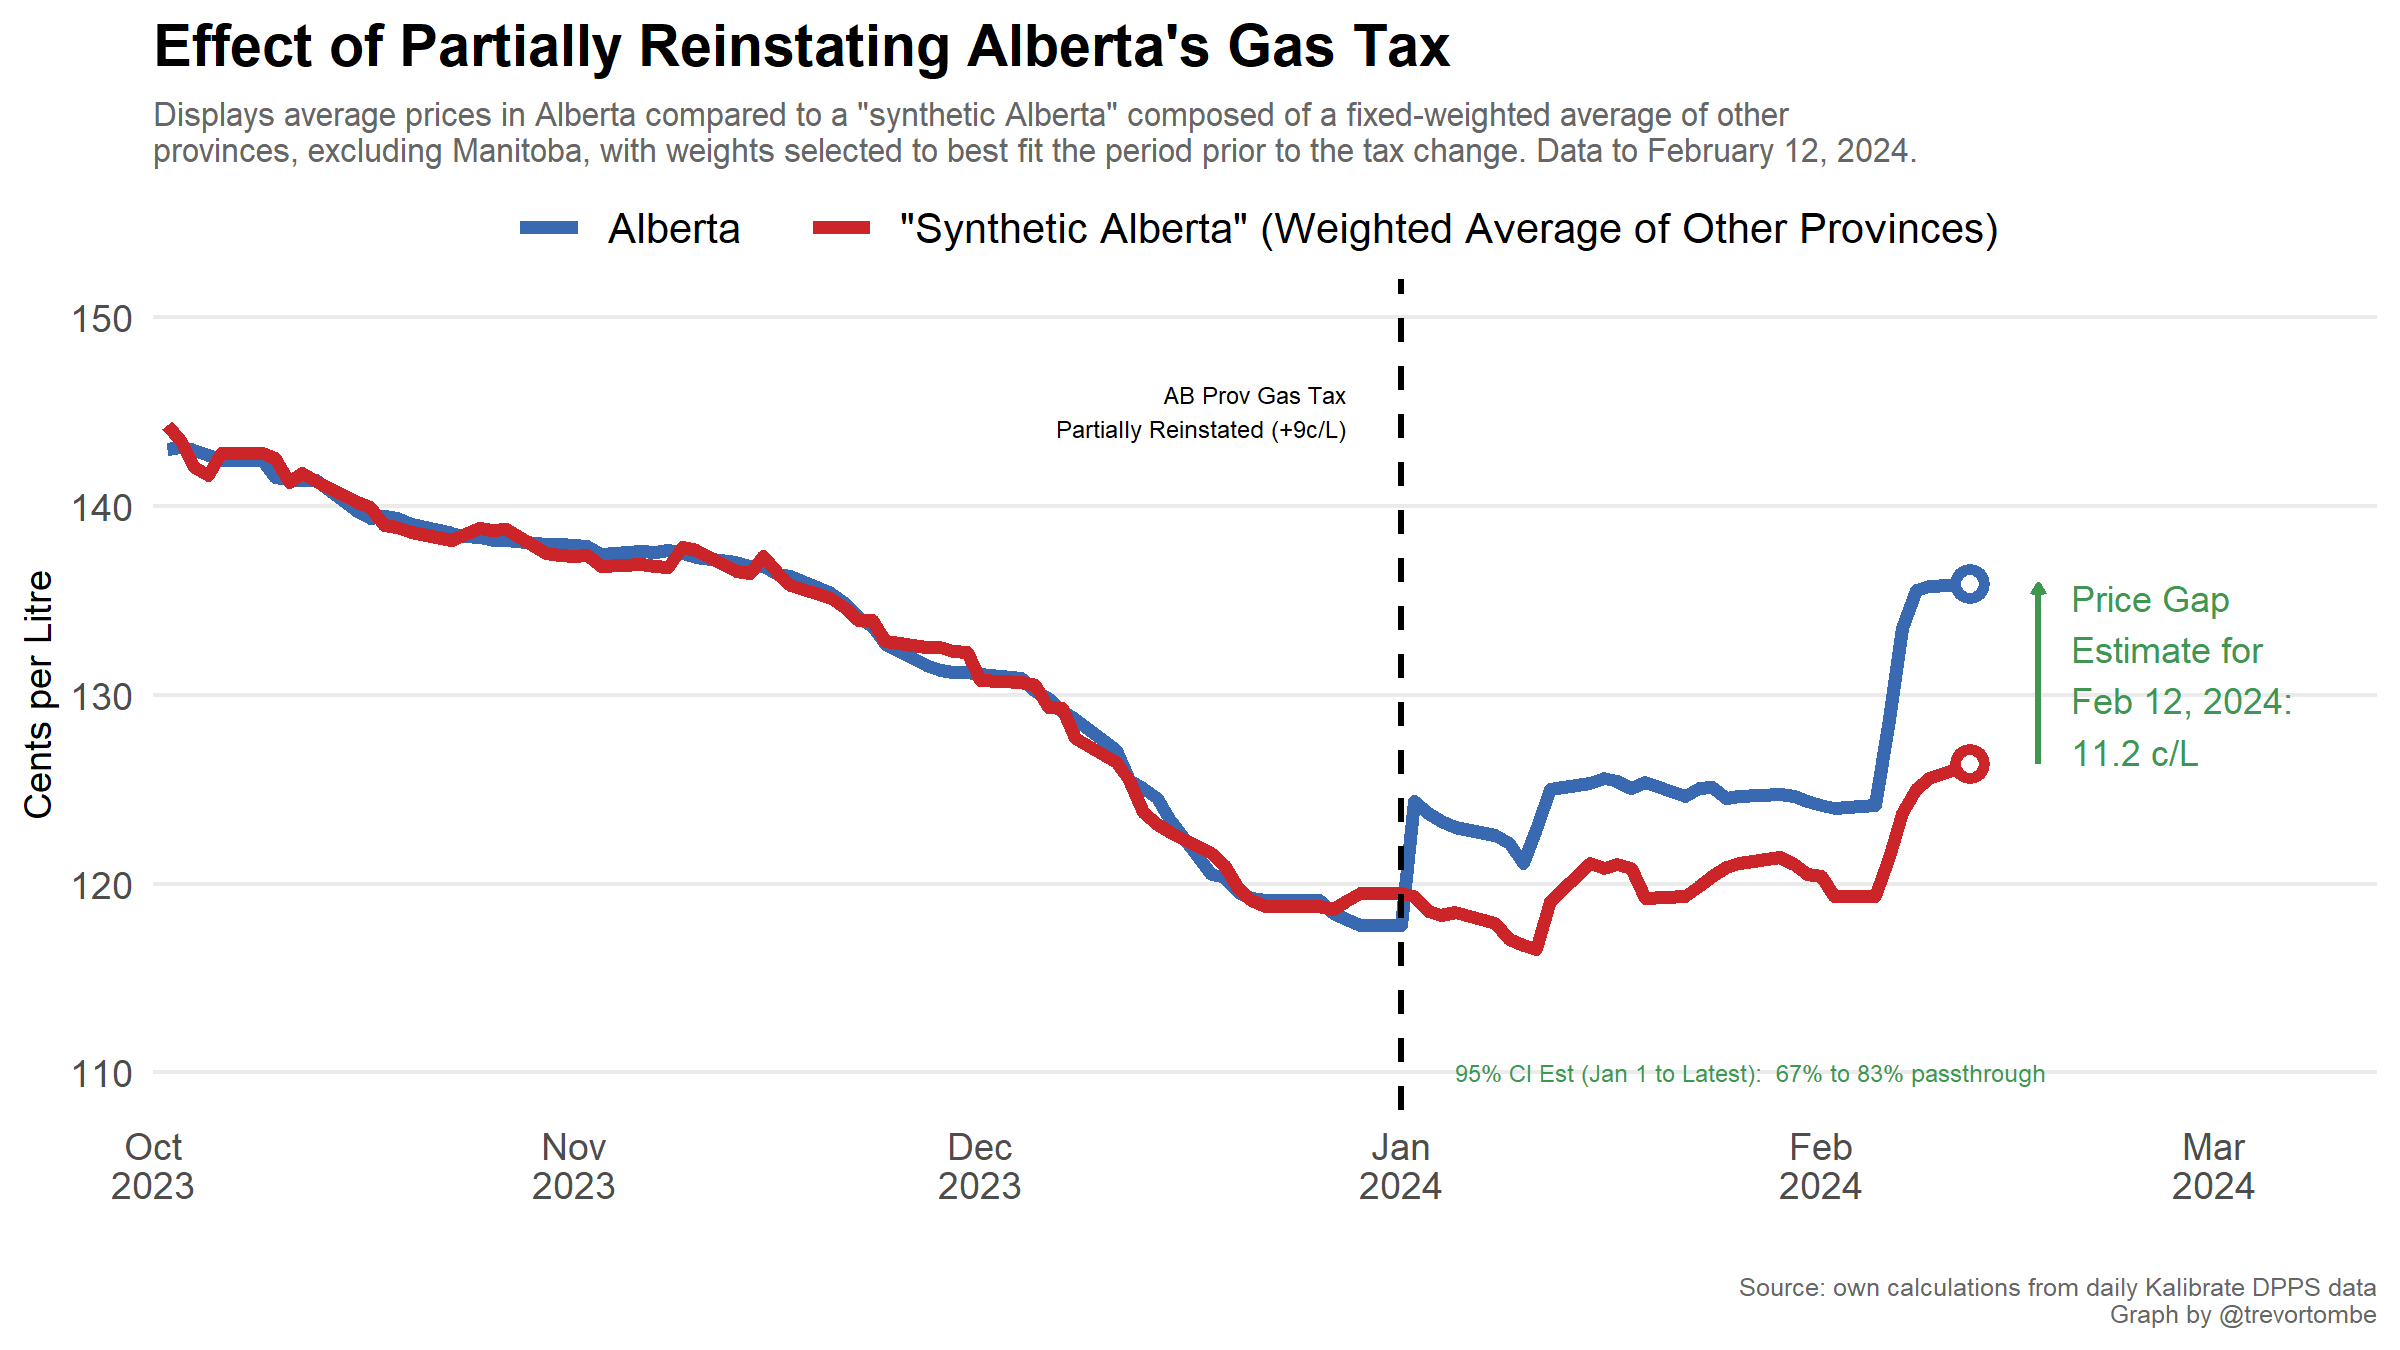 Effect of Partially Reinstating Alberta's Gas Tax
Displays average prices in Alberta compared to a "synthetic Alberta" composed of a fixed-weighted average of other
provinces, excluding Manitoba, with weights selected to best fit the period prior to the tax change. Data to February 12, 2024.
Alberta
"Synthetic Alberta" (Weighted Average of Other Provinces)
Cents per Litre
150
140
130
120
110
AB Prov Gas Tax
Partially Reinstated (+9c/L)
Price Gap
Estimate for
Feb 12, 2024:
11.2 c/L
95% CI Est (Jan 1 to Latest):  67% to 83% passthrough
Oct
2023
Nov
2023
Dec
2023
Jan
2024
Feb
2024
Mar
2024
Source: own calculations from daily Kalibrate DPPS data
Graph by @trevortombe